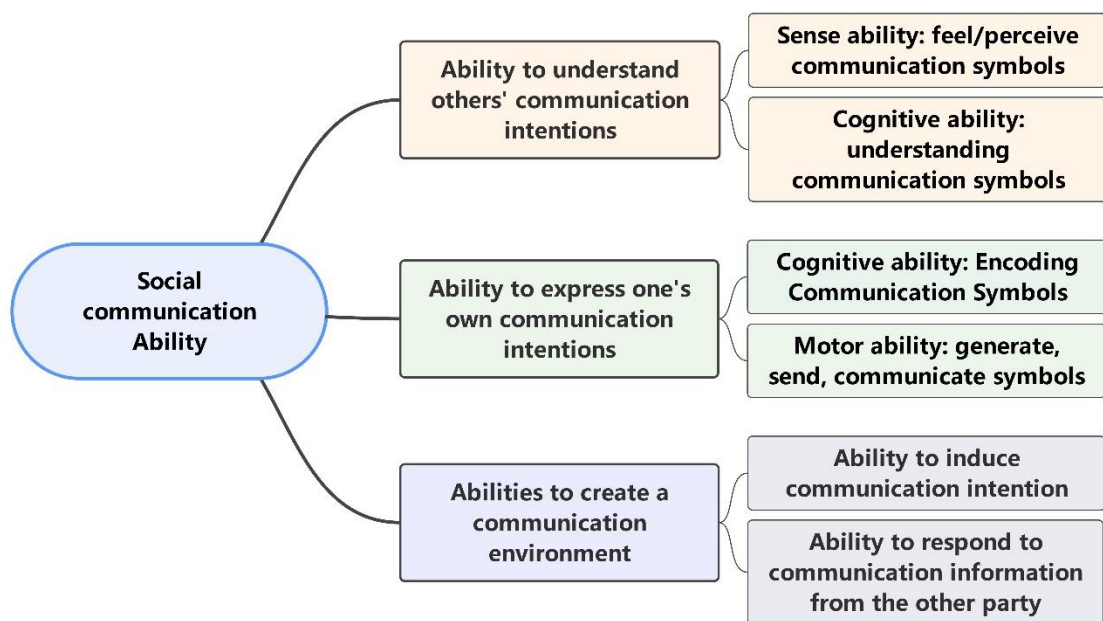 Social
communication
Ability
Ability to understand
others' communication
intentions
Sense ability: feel/perceive
communication symbols
Cognitive ability:
understanding
communication symbols
Ability to express one's
own communication
intentions
Cognitive ability: Encoding
Communication Symbols
Motor ability: generate,
send, communicate symbols
Abilities to create a
communication
environment
Ability to induce
communication intention
Ability to respond to
communication information
from the other party